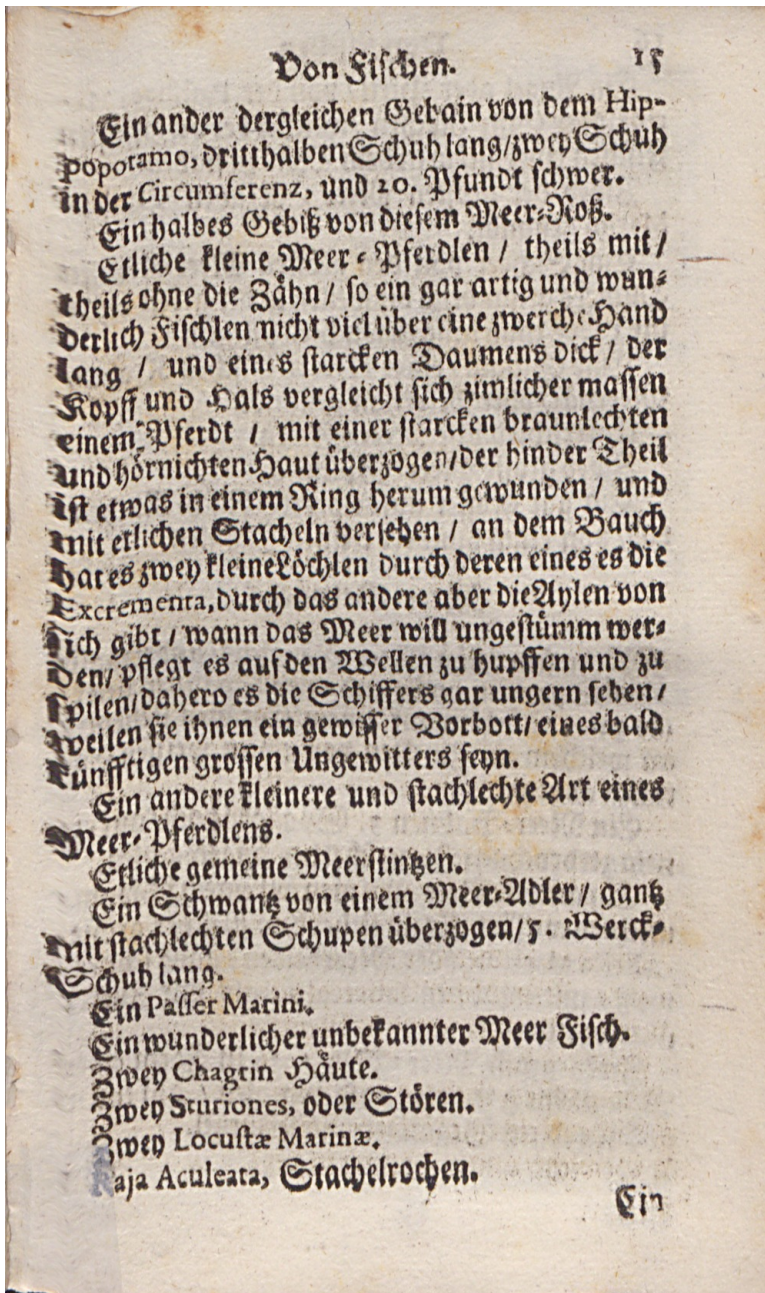 Von Fischen. 15
Ein ander dergleichen Gebain von dem Hip-
popotamo, dritthalben Schuh lang/ zwey Schuh
in der Circumferenz, und 20. Pfundt schwer.
Ein halbes Gebiß von diesem Meer-Roß.
Etliche kleine Meer-Pferdlen / theils mit /
theils ohne die Zähn / so ein gar artig und wun-
derlich Fischlen nicht viel über eine zwerche Hand
lang / und eines starcken Daumens dick / der
Kopff und Hals vergleicht sich zimlicher massen
einem Pferdt / mit einer starcken braunlechten
und hörnichten Haut überzogen / der hinder Theil
ist etwas in einem Ring herum gewunden / und
mit etlichen Stacheln versehen / an dem Bauch
hat es zwey kleine Löchlen durch deren eines es die
Excrementa, durch das andere aber die Aylen von
sich gibt / wann das Meer will ungestümm wer-
den / pflegt es auf den Wellen zu hupffen und zu
spilen / dahero es die Schiffers gar ungern sehen /
weilen sie ihnen ein gewisser Vorbott / eines bald
künfftigen grossen Ungewitters seyn.
Ein andere kleinere und stachlechte Art eines
Meer-Pferdlens.
Etliche gemeine Meerstintzen.
Ein Schwantz von einem Meer-Adler / gantz
mit stachlechten Schupen überzogen / 5. Werck-
Schuh lang.
Ein Passer Marini.
Ein wunderlicher unbekannter Meer Fisch.
Zwey Chagrin Häute.
Zwey Sturiones, oder Stören.
Zwey Locustæ Marinæ.
Raja Aculeata, Stachelrochen.
Ein